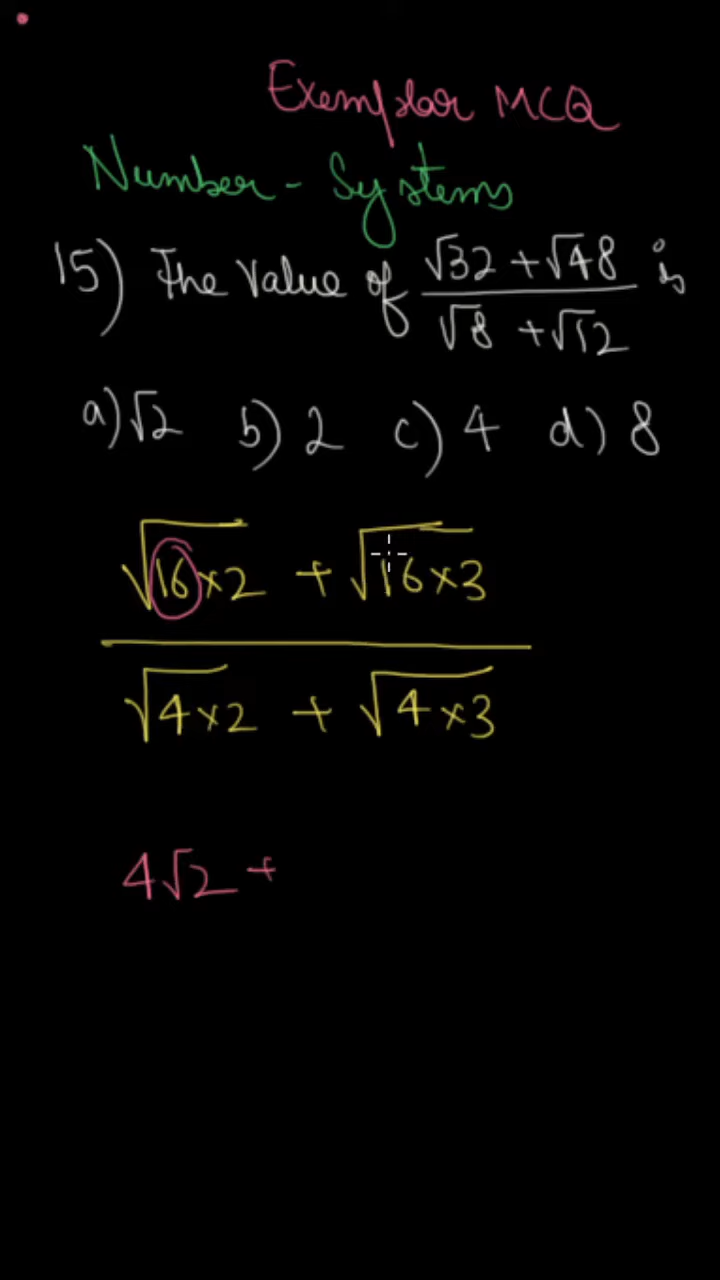 Exemplar MCQ
Number - Systems
15) The Value of (√32 + √48)/(√8 + √12) is
a) √2 b) 2 c) 4 d) 8
√16×2 + √16×3
√4×2 + √4×3
4√2 +